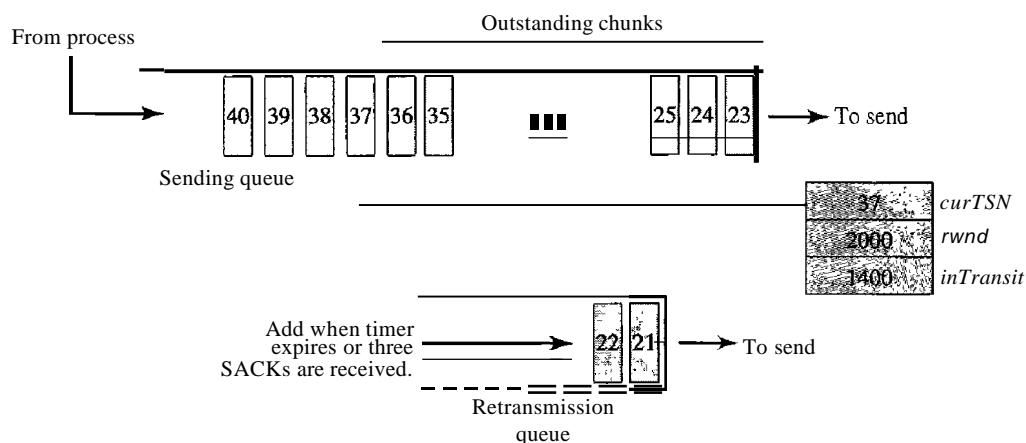 Outstanding chunks
From process
40 39 38 37 36 35 25 24 23
To send
Sending queue
37 curTSN
2000 rwnd
1400 inTransit
Add when timer
expires or three
SACKs are received.
22 21
To send
Retransmission
queue